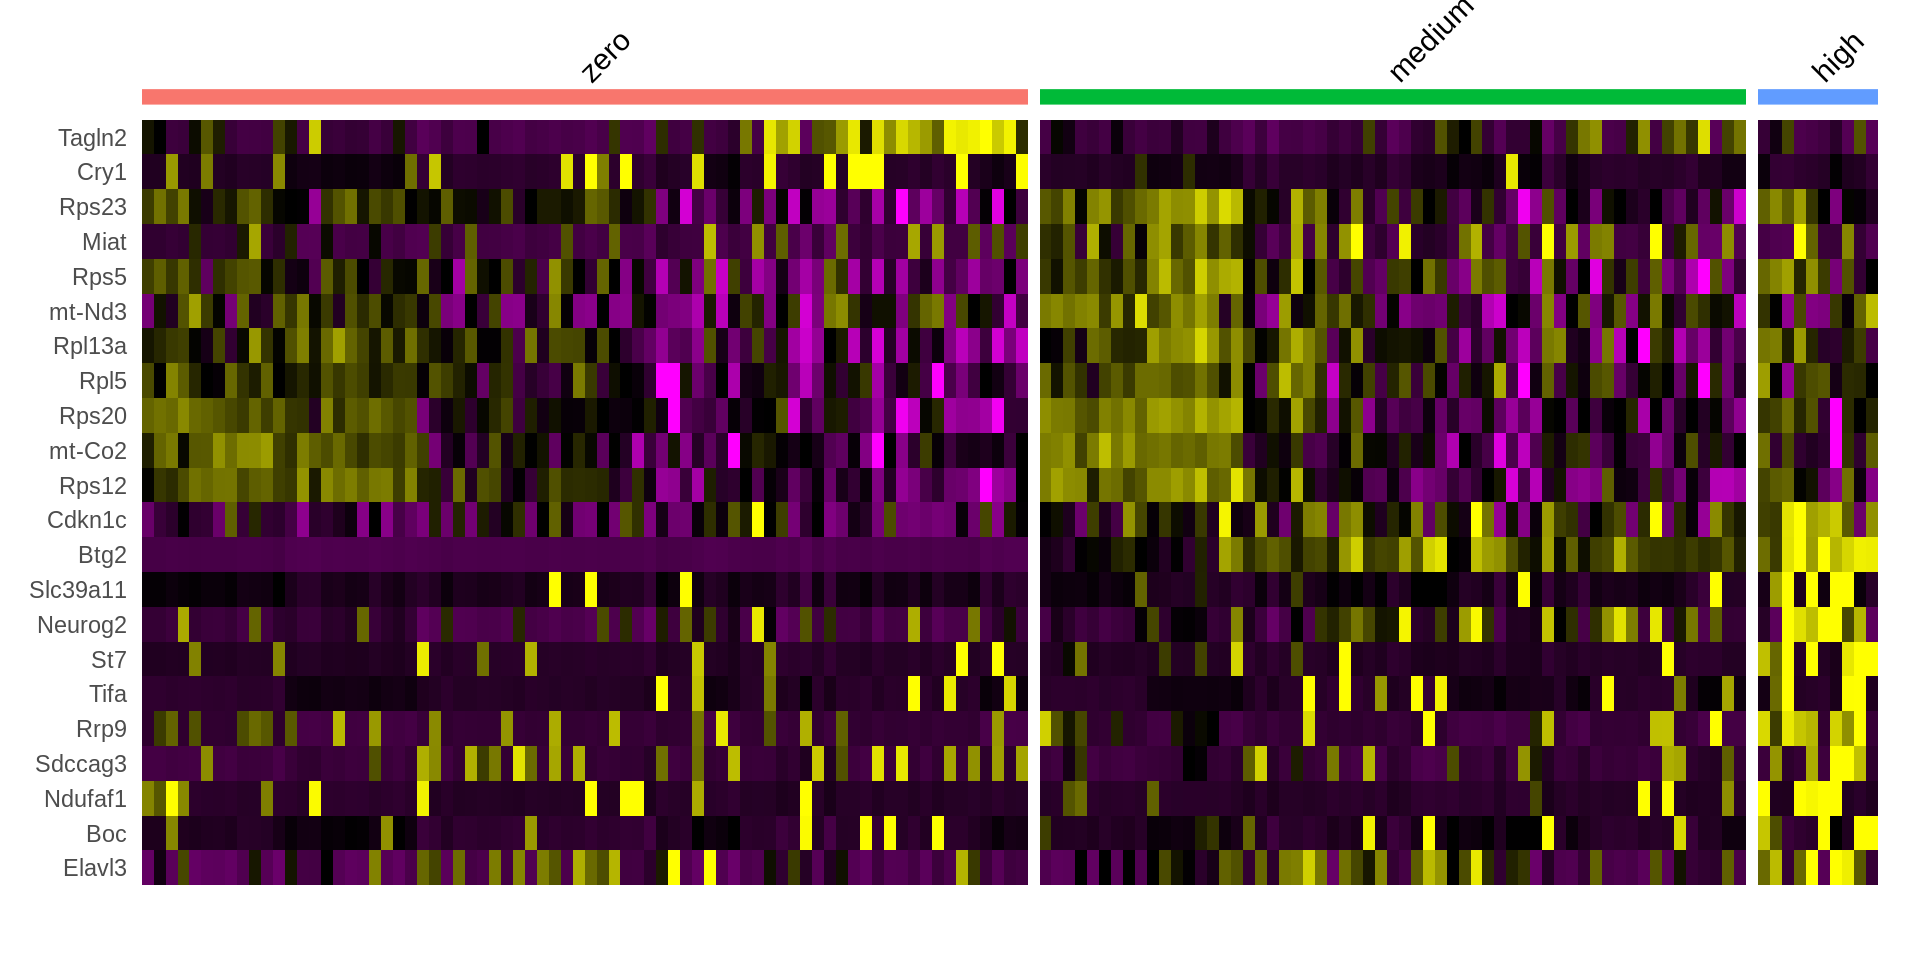 zero
medium
high
Tagln2
Cry1
Rps23
Miat
Rps5
mt-Nd3
Rpl13a
Rpl5
Rps20
mt-Co2
Rps12
Cdkn1c
Btg2
Slc39a11
Neurog2
St7
Tifa
Rrp9
Sdccag3
Ndufaf1
Boc
Elavl3